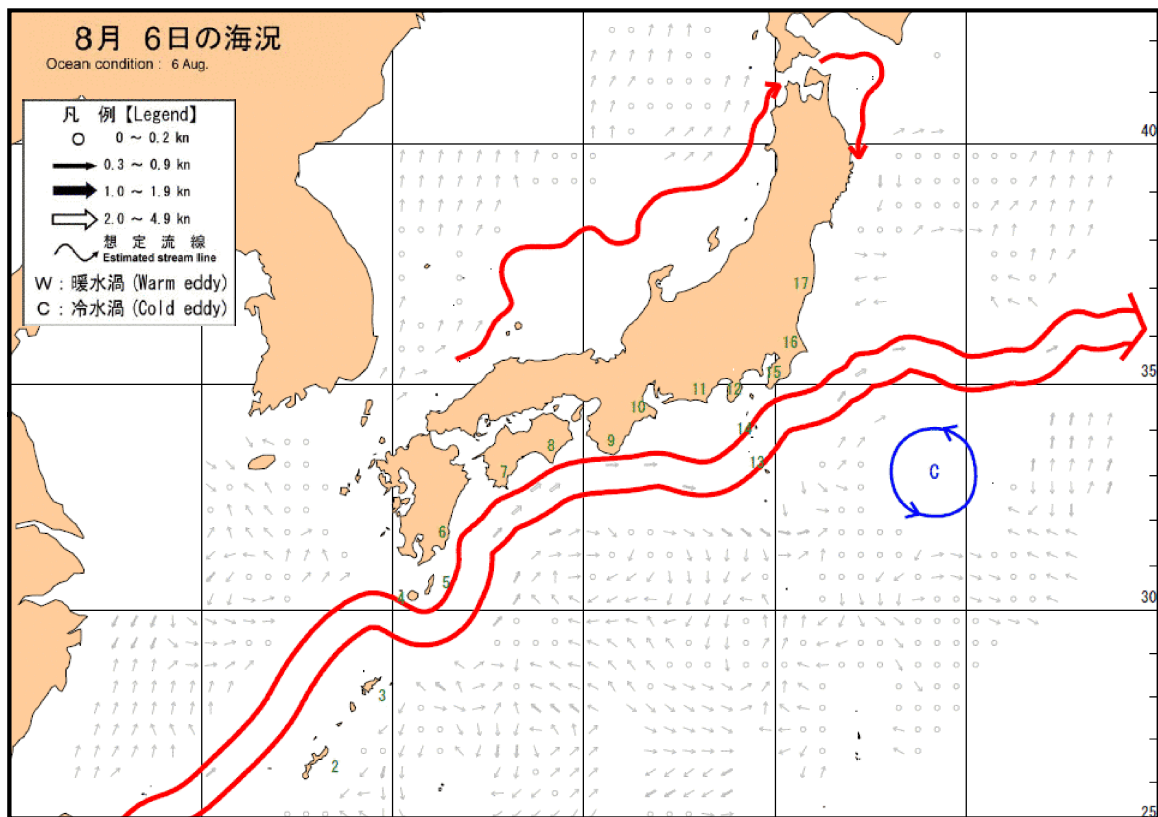 8月 6日の海況
Ocean condition : 6 Aug.
凡 例【Legend】
0 ～ 0.2 kn
0.3 ～ 0.9 kn
1.0 ～ 1.9 kn
2.0 ～ 4.9 kn
想 定 流 線
Estimated stream line
W : 暖水渦 (Warm eddy)
C : 冷水渦 (Cold eddy)
40
17
16
35
15
12
11
10
14
9
8
13
7
C
6
5
4
30
3
2
25